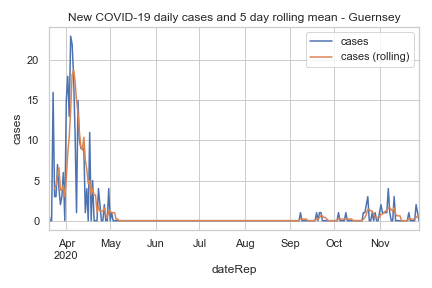 New COVID-19 daily cases and 5 day rolling mean - Guernsey
cases
cases (rolling)
20
15
10
5
0
cases
Apr May Jun Jul Aug Sep Oct Nov
2020
dateRep